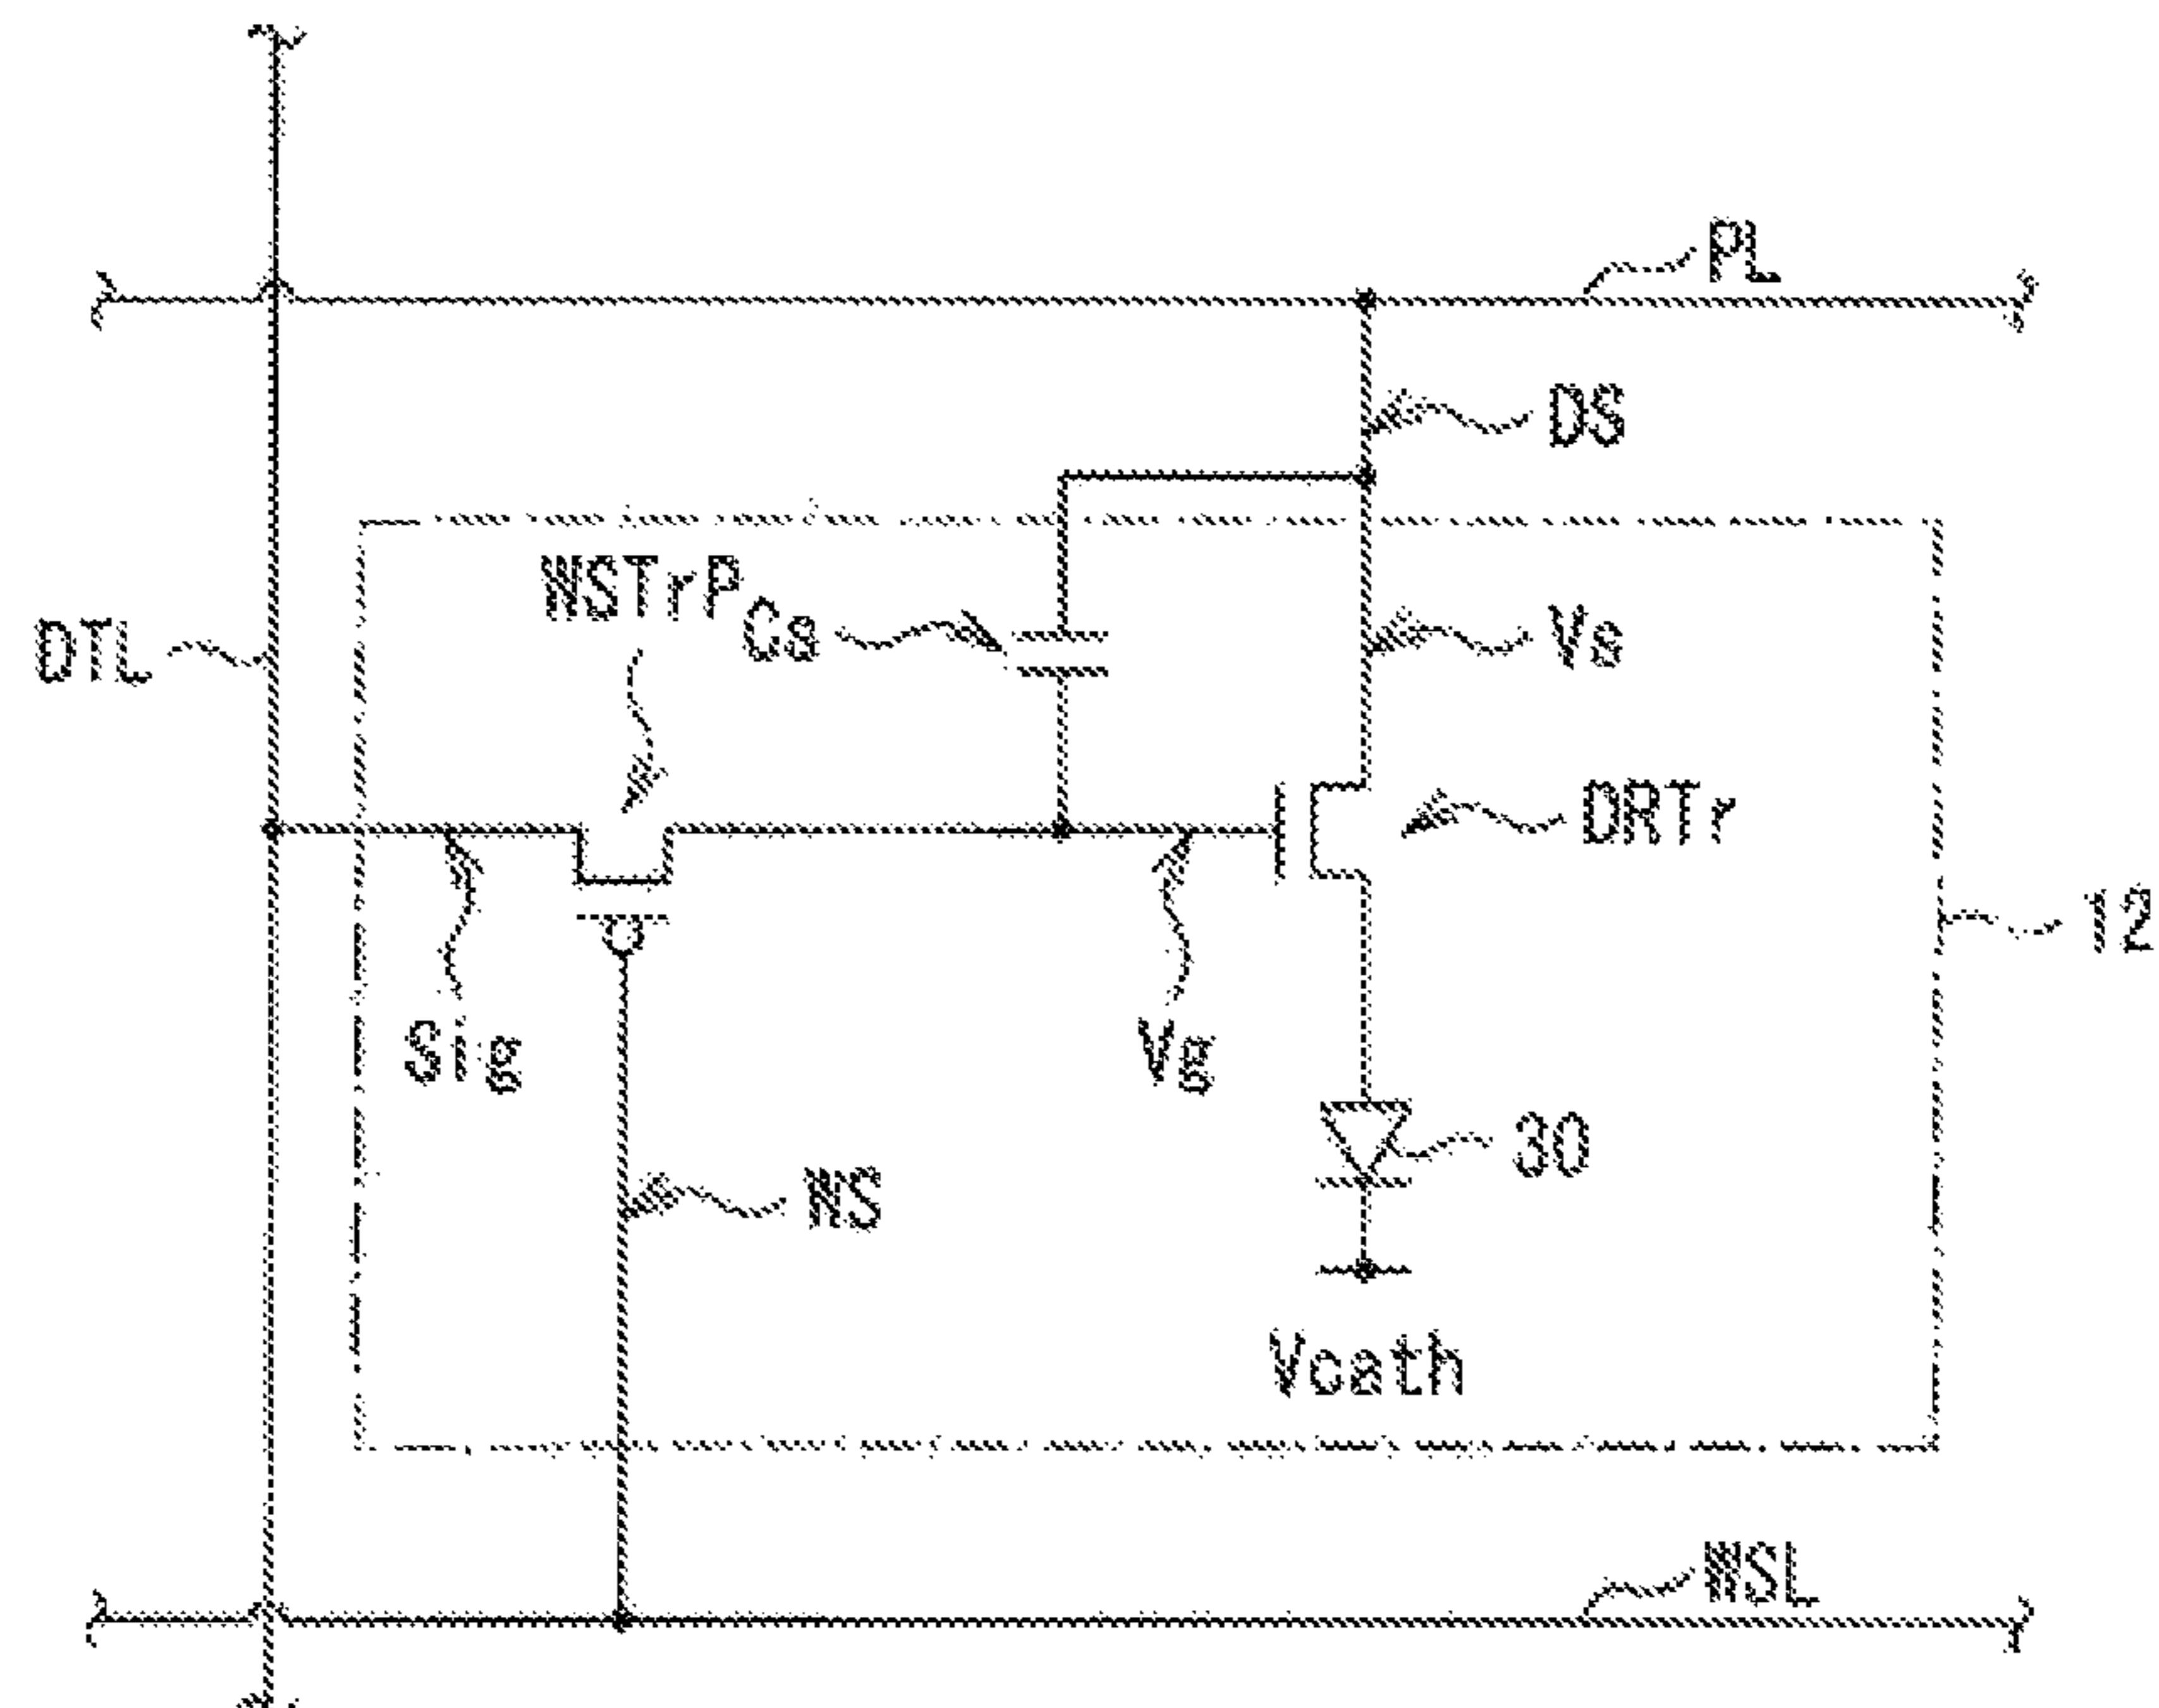 PL
DS
WSTrP
Cs
Vs
DTL
DRTr
12
Sig
Vg
30
WS
Vcath
WSL